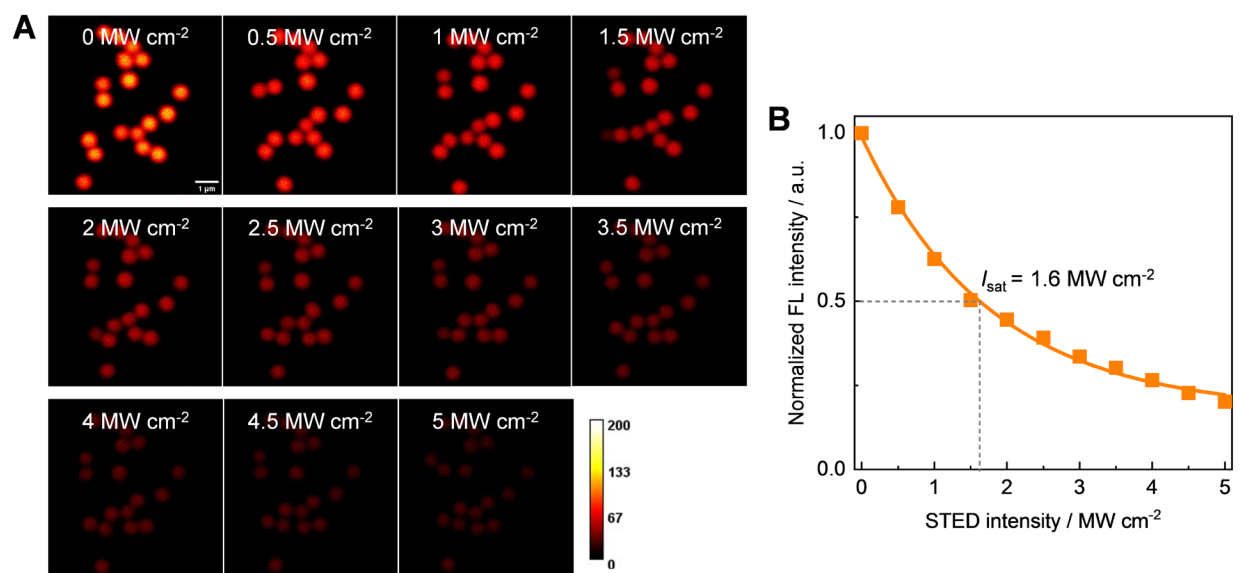 A
0 MW cm-2
0.5 MW cm-2
1 MW cm-2
1.5 MW cm-2
1 μm
2 MW cm-2
2.5 MW cm-2
3 MW cm-2
3.5 MW cm-2
4 MW cm-2
4.5 MW cm-2
5 MW cm-2
200
133
67
0
B
Normalized FL intensity / a.u.
1.0
0.5
0.0
Isat = 1.6 MW cm-2
0 1 2 3 4 5
STED intensity / MW cm-2